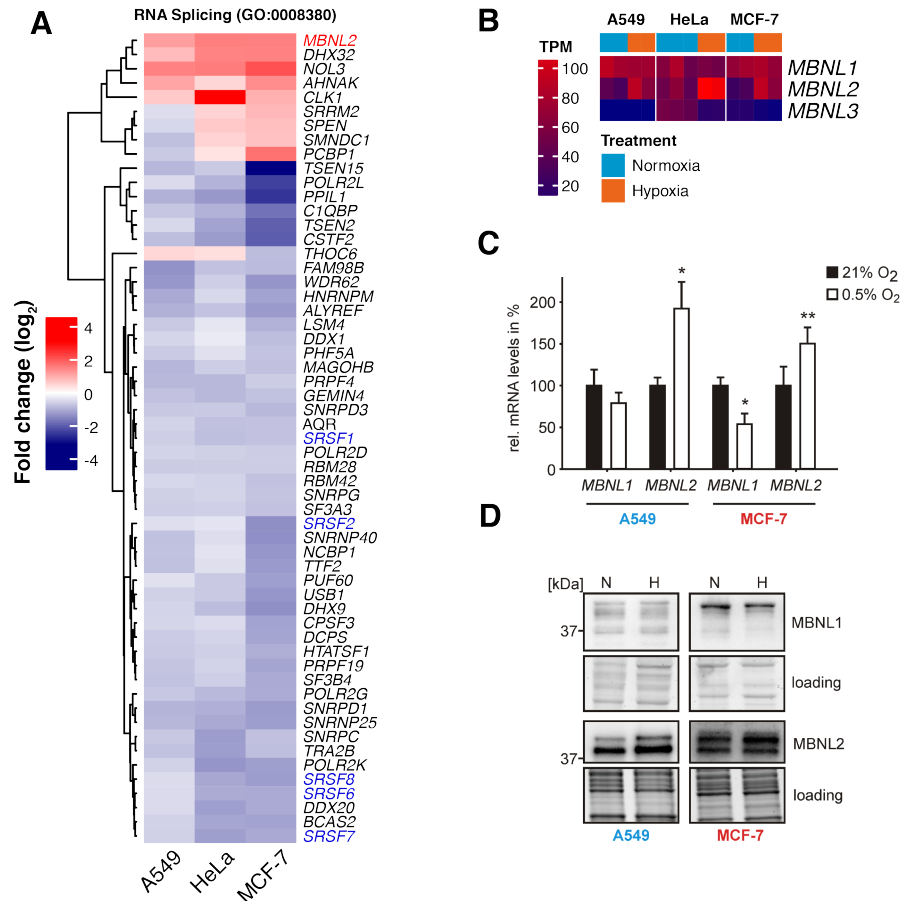 A
RNA Splicing (GO:0008380)
MBNL2
DHX32
NOL3
AHNAK
CLK1
SRRM2
SPEN
SMNDC1
PCBP1
TSEN15
POLR2L
PPIL1
C1QBP
TSEN2
CSTF2
THOC6
FAM98B
WDR62
HNRNPM
ALYREF
LSM4
DDX1
PHF5A
MAGOHB
PRPF4
GEMIN4
SNRPD3
AQR
SRSF1
POLR2D
RBM28
RBM42
SNRPG
SF3A3
SRSF2
SNRNP40
NCBP1
TTF2
PUF60
USB1
DHX9
CPSF3
DCPS
HTATSF1
PRPF19
SF3B4
POLR2G
SNRPD1
SNRNP25
SNRPC
TRA2B
POLR2K
SRSF8
SRSF6
DDX20
BCAS2
SRSF7
A549 HeLa MCF-7
Fold change (log2)
4
2
0
-2
-4
B
A549 HeLa MCF-7
TPM
100
80
60
40
20
MBNL1
MBNL2
MBNL3
Treatment
Normoxia
Hypoxia
C
21% O2
0.5% O2
rel. mRNA levels in %
200
150
100
50
0
*
*
**
MBNL1 MBNL2 MBNL1 MBNL2
A549 MCF-7
D
[kDa] N H N H
37-
MBNL1
loading
37-
MBNL2
loading
A549 MCF-7